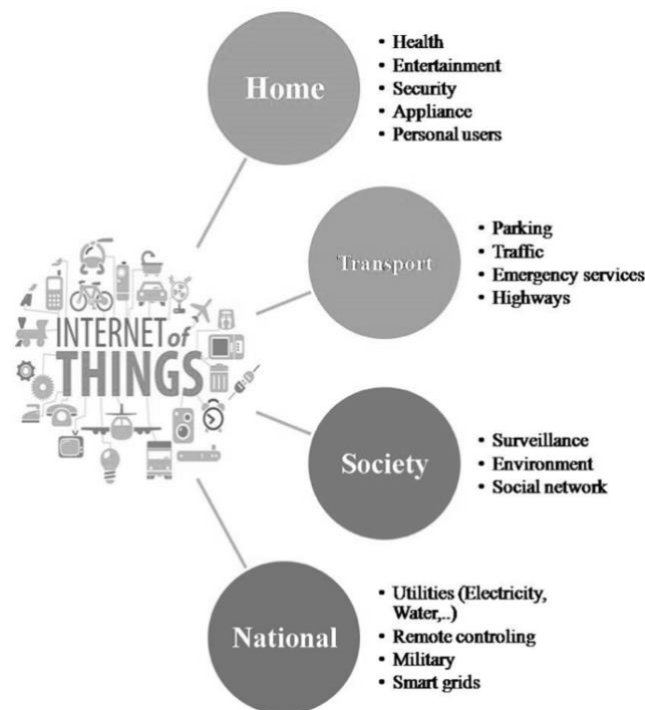 Home
• Health
• Entertainment
• Security
• Appliance
• Personal users
Transport
• Parking
• Traffic
• Emergency services
• Highways
INTERNET of
THINGS
Society
• Surveillance
• Environment
• Social network
National
• Utilities (Electricity,
Water,..)
• Remote controling
• Military
• Smart grids